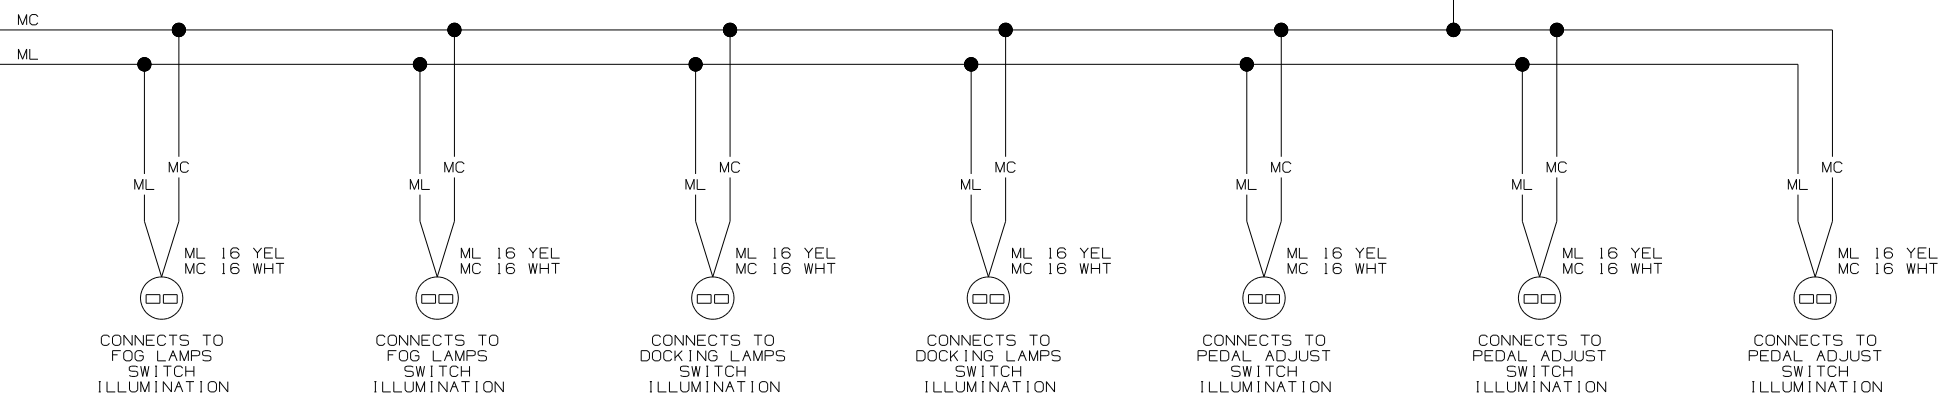 MC
ML
MC
MC
MC
MC
MC
MC
MC
ML
ML
ML
ML
ML
ML
ML
ML 16 YEL
MC 16 WHT
ML 16 YEL
MC 16 WHT
ML 16 YEL
MC 16 WHT
ML 16 YEL
MC 16 WHT
ML 16 YEL
MC 16 WHT
ML 16 YEL
MC 16 WHT
ML 16 YEL
MC 16 WHT
CONNECTS TO
FOG LAMPS
SWITCH
ILLUMINATION
CONNECTS TO
FOG LAMPS
SWITCH
ILLUMINATION
CONNECTS TO
DOCKING LAMPS
SWITCH
ILLUMINATION
CONNECTS TO
DOCKING LAMPS
SWITCH
ILLUMINATION
CONNECTS TO
PEDAL ADJUST
SWITCH
ILLUMINATION
CONNECTS TO
PEDAL ADJUST
SWITCH
ILLUMINATION
CONNECTS TO
PEDAL ADJUST
SWITCH
ILLUMINATION